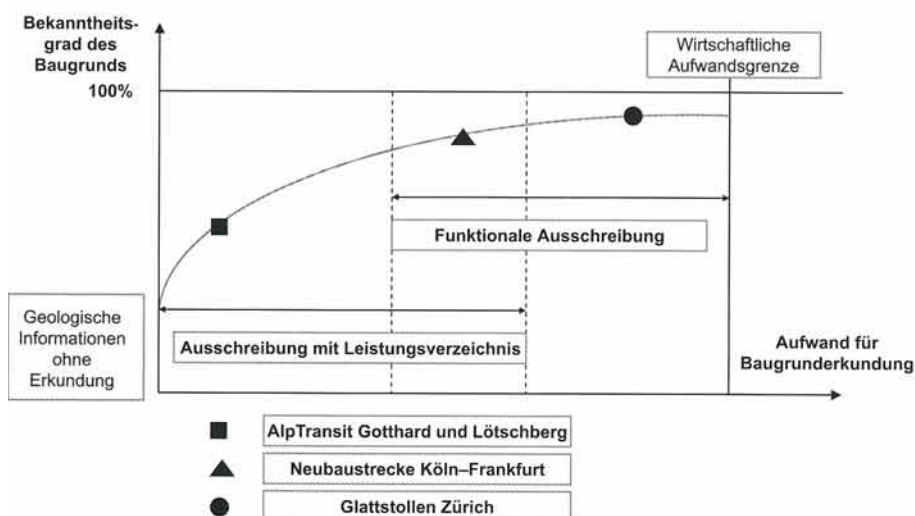 Bekanntheits-
grad des
Baugrunds
100%
Wirtschaftliche
Aufwandsgrenze
Funktionale Ausschreibung
Geologische
Informationen
ohne
Erkundung
Ausschreibung mit Leistungsverzeichnis
Aufwand für
Baugrunderkundung
AlpTransit Gotthard und Lötschberg
Neubaustrecke Köln–Frankfurt
Glattstollen Zürich